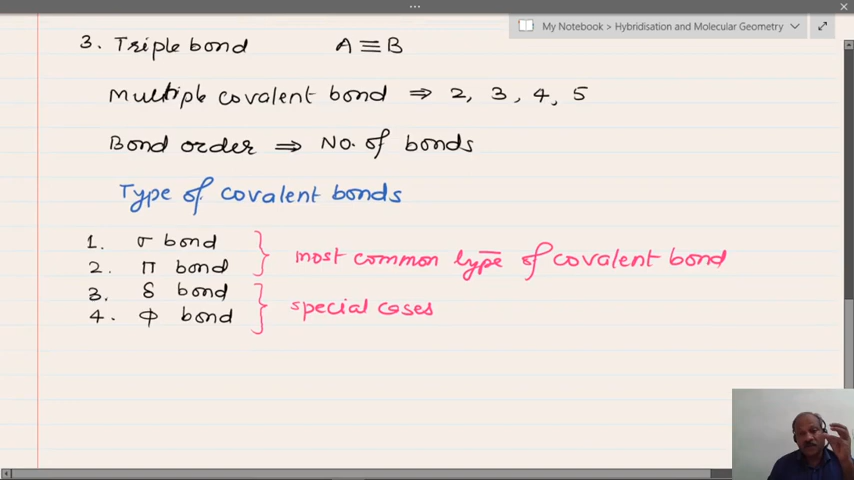 My Notebook > Hybridisation and Molecular Geometry
3. Triple bond A≡B
Multiple covalent bond ⇒ 2, 3, 4, 5
Bond order ⇒ No. of bonds
Type of covalent bonds
1. σ bond
2. π bond
most common type of covalent bond
3. δ bond
4. φ bond
special cases